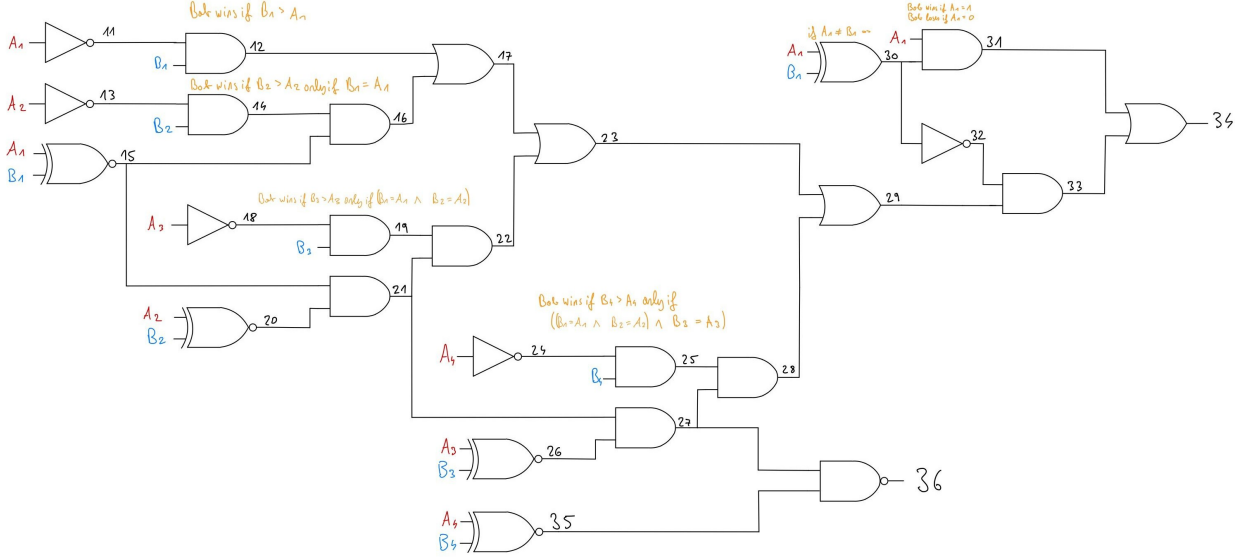 Bob wins if B1 > A1
A1
11
B1
12
17
Bob wins if B2 > A2 only if B1 = A1
A2
13
B2
14
16
A1
B1
15
23
Bob wins if B3 > A3 only if (B1 = A1 ∧ B2 = A2)
A3
18
B3
19
22
21
A2
B2
20
Bob wins if B4 > A4 only if
((B1 = A1 ∧ B2 = A2) ∧ B3 = A3)
A4
24
B4
25
28
27
A3
B3
26
A4
B4
35
36
29
if A1 ≠ B1
A1
B1
30
Bob wins if A1 = 1
Bob loses if A1 = 0
A1
31
32
33
34